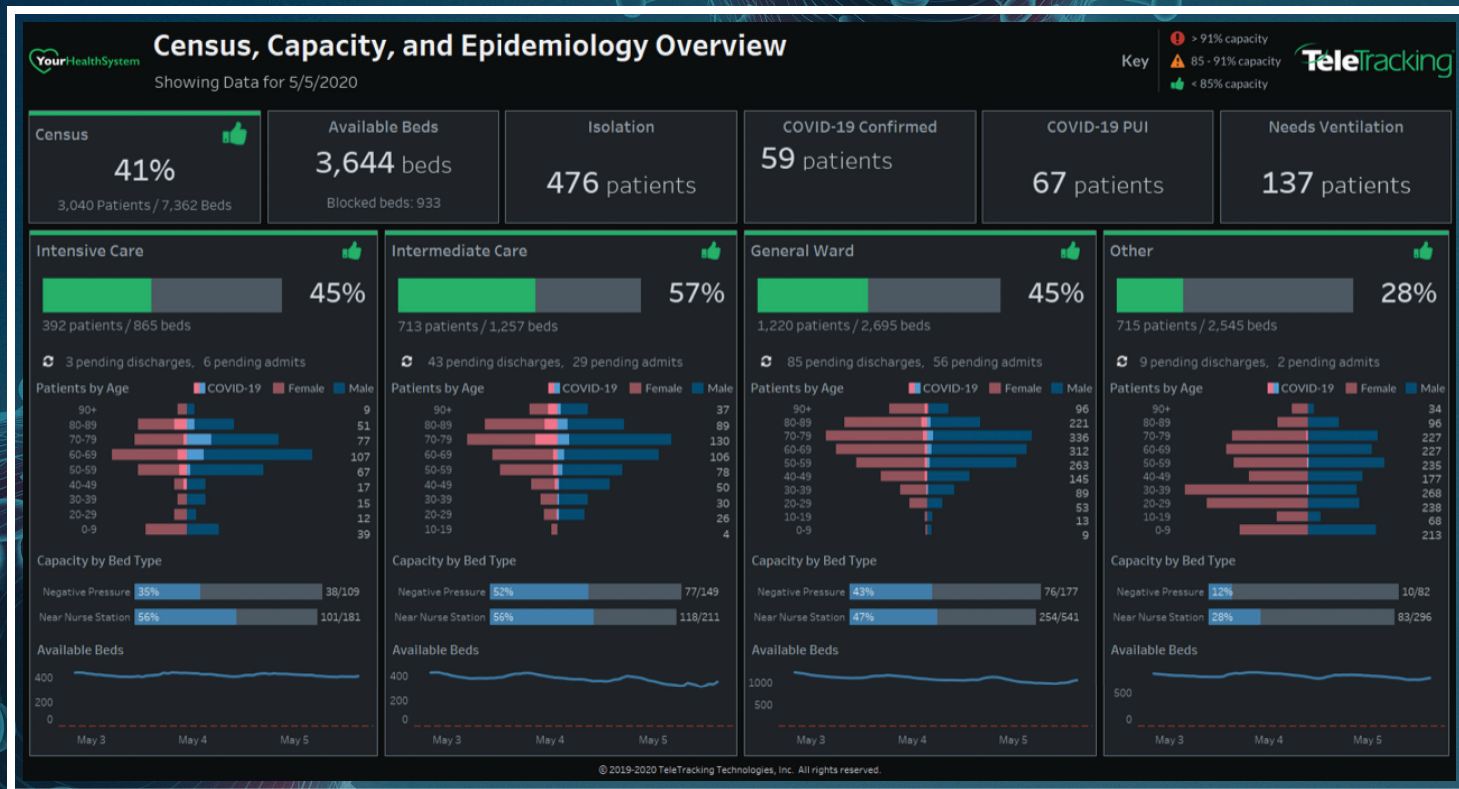 YourHealthSystem
Census, Capacity, and Epidemiology Overview
Showing Data for 5/5/2020
Key
> 91% capacity
85 - 91% capacity
< 85% capacity
TeleTracking
Census
41%
3,040 Patients / 7,362 Beds
Available Beds
3,644 beds
Blocked beds: 933
Isolation
476 patients
COVID-19 Confirmed
59 patients
COVID-19 PUI
67 patients
Needs Ventilation
137 patients
Intensive Care
45%
392 patients / 865 beds
3 pending discharges, 6 pending admits
Patients by Age COVID-19 Female Male
90+ 9
80-89 51
70-79 77
60-69 107
50-59 67
40-49 17
30-39 15
20-29 12
0-9 39
Capacity by Bed Type
Negative Pressure 35% 38/109
Near Nurse Station 56% 101/181
Available Beds
400
200
0
May 3 May 4 May 5
Intermediate Care
57%
713 patients / 1,257 beds
43 pending discharges, 29 pending admits
Patients by Age COVID-19 Female Male
90+ 37
80-89 89
70-79 130
60-69 106
50-59 78
40-49 50
30-39 30
20-29 26
10-19 4
Capacity by Bed Type
Negative Pressure 52% 77/149
Near Nurse Station 56% 118/211
Available Beds
400
200
0
May 3 May 4 May 5
General Ward
45%
1,220 patients / 2,695 beds
85 pending discharges, 56 pending admits
Patients by Age COVID-19 Female Male
90+ 96
80-89 221
70-79 336
60-69 312
50-59 263
40-49 145
30-39 89
20-29 53
10-19 13
0-9 9
Capacity by Bed Type
Negative Pressure 43% 76/177
Near Nurse Station 47% 254/541
Available Beds
1000
500
May 3 May 4 May 5
Other
28%
715 patients / 2,545 beds
9 pending discharges, 2 pending admits
Patients by Age COVID-19 Female Male
90+ 34
80-89 96
70-79 227
60-69 227
50-59 235
40-49 177
30-39 268
20-29 238
10-19 68
0-9 213
Capacity by Bed Type
Negative Pressure 12% 10/82
Near Nurse Station 28% 83/296
Available Beds
500
0
May 3 May 4 May 5
© 2019-2020 TeleTracking Technologies, Inc. All rights reserved.